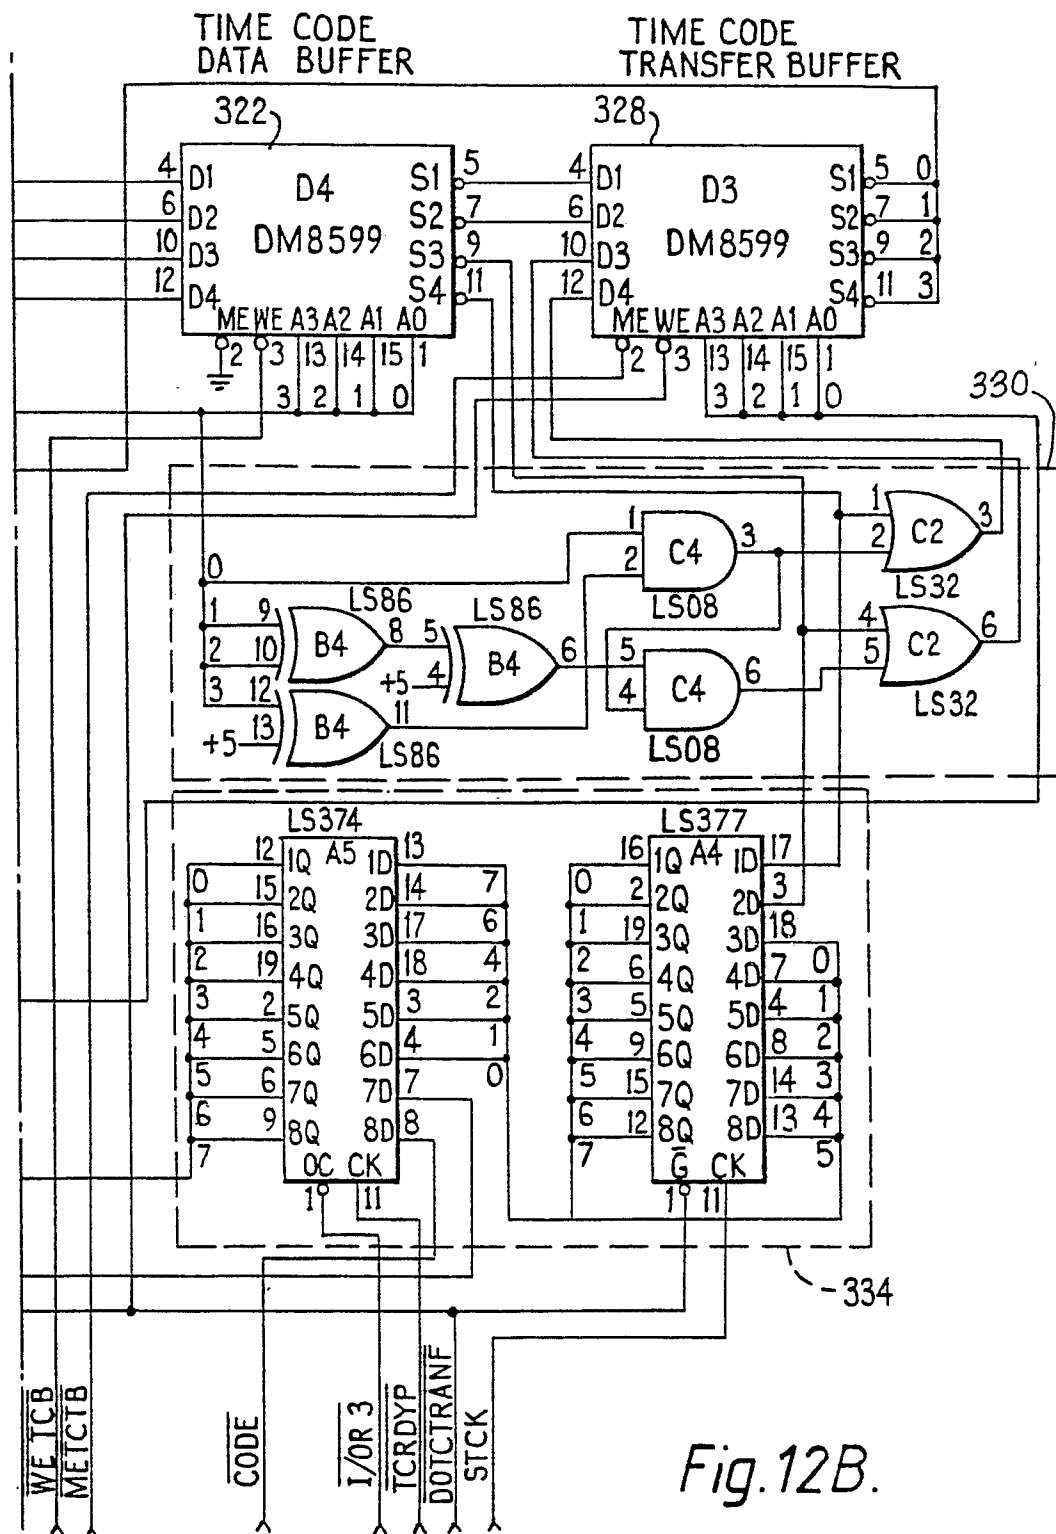 TIME CODE
DATA BUFFER
TIME CODE
TRANSFER BUFFER
322
328
4 D1 D4 S1 5
6 D2 S2 7
10 D3 DM8599 S3 9
12 D4 S4 11
ME WE A3 A2 A1 A0
2 3 13 14 15 1
3 2 1 0
4 D1 D3 S1 5 0
6 D2 S2 7 1
10 D3 DM8599 S3 9 2
12 D4 S4 11 3
ME WE A3 A2 A1 A0
2 3 13 14 15 1
3 2 1 0
330
0
1 9
2 10
3 12
+5 13
LS86
B4
8
B4
11
LS86
LS86
5
+5 4
B4
6
1
2
C4
3
LS08
5
4
C4
6
LS08
1
2
C2
3
LS32
4
5
C2
6
LS32
LS374
12 1Q A5 1D 13
0 15 2Q 2D 14 7
1 16 3Q 3D 17 6
2 19 4Q 4D 18 4
3 2 5Q 5D 3 2
4 5 6Q 6D 4 1
5 6 7Q 7D 7 0
6 9 8Q 8D 8
7
OC CK
1 11
LS377
16 1Q A4 1D 17
0 2 2Q 2D 3
1 19 3Q 3D 18
2 6 4Q 4D 7 0
3 5 5Q 5D 4 1
4 9 6Q 6D 8 2
5 15 7Q 7D 14 3
6 12 8Q 8D 13 4
7 5
G̅ CK
1 11
334
WE TCB
METCTB
CODE
I/OR 3
TCRDYP
DOTCTRANF
STCK
Fig.12B.